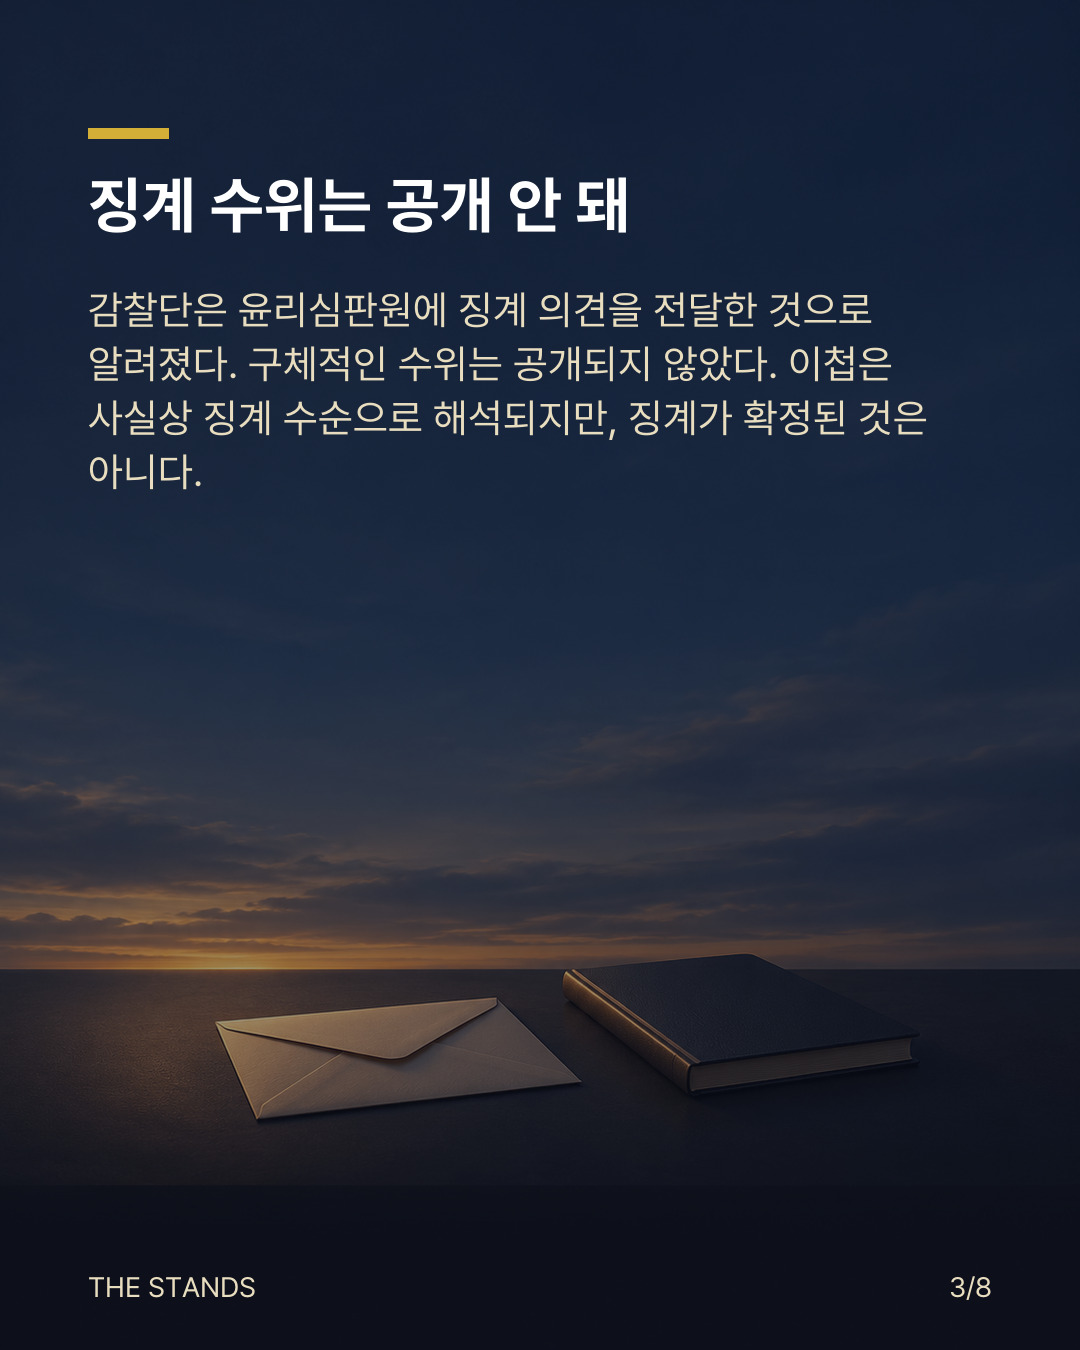 징계 수위는 공개 안 돼
감찰단은 윤리심판원에 징계 의견을 전달한 것으로
알려졌다. 구체적인 수위는 공개되지 않았다. 이첩은
사실상 징계 수순으로 해석되지만, 징계가 확정된 것은
아니다.
THE STANDS
3/8